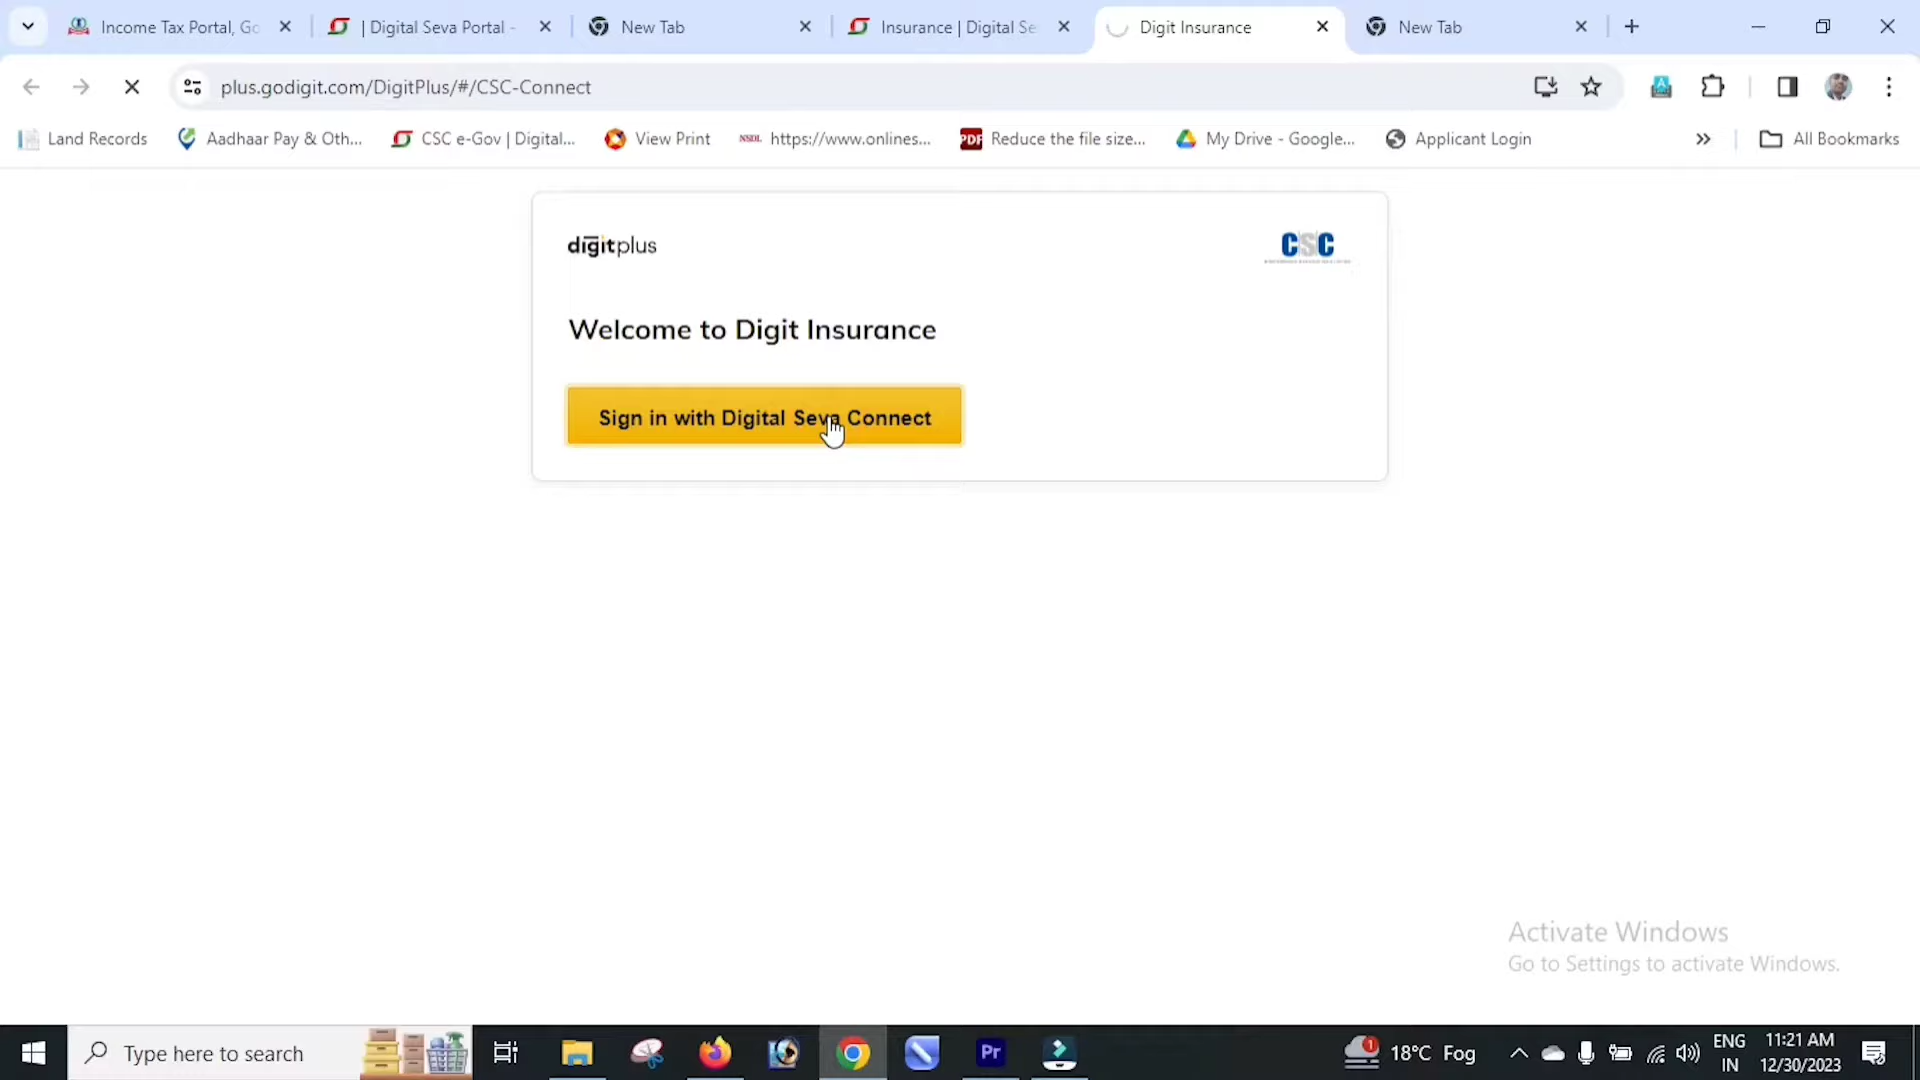 Income Tax Portal, Go
| Digital Seva Portal -
New Tab
Insurance | Digital Se
Digit Insurance
New Tab
plus.godigit.com/DigitPlus/#/CSC-Connect
Land Records
Aadhaar Pay & Oth...
CSC e-Gov | Digital...
View Print
NSDL https://www.onlines...
PDF Reduce the file size...
My Drive - Google...
Applicant Login
All Bookmarks
digitplus
CSC
Welcome to Digit Insurance
Sign in with Digital Seva Connect
Activate Windows
Go to Settings to activate Windows.
Type here to search
Pr
1
18°C Fog
ENG
IN
11:21 AM
12/30/2023